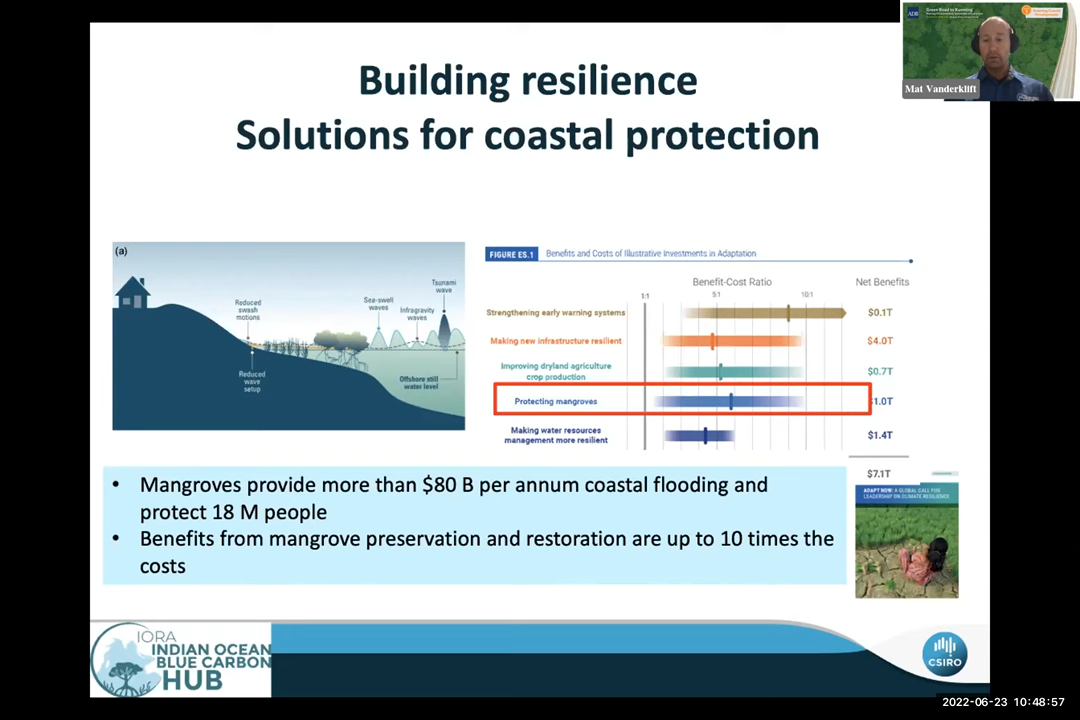 Building resilience
Solutions for coastal protection
ADB
Mat Vanderklift
(a)
Reduced
swash
motions
Sea-swell
waves
Infragravity
waves
Tsunami
wave
Reduced
wave
setup
Offshore still
water level
FIGURE ES.1
Benefits and Costs of Illustrative Investments in Adaptation
Benefit-Cost Ratio
Net Benefits
1:1
5:1
10:1
Strengthening early warning systems
$0.1T
Making new infrastructure resilient
$4.0T
Improving dryland agriculture
crop production
$0.7T
Protecting mangroves
1.0T
Making water resources
management more resilient
$1.4T
$7.1T
• Mangroves provide more than $80 B per annum coastal flooding and
protect 18 M people
• Benefits from mangrove preservation and restoration are up to 10 times the
costs
ADAPT NOW: A GLOBAL CALL FOR
LEADERSHIP ON CLIMATE RESILIENCE
IORA
INDIAN OCEAN
BLUE CARBON
HUB
CSIRO
2022-06-23 10:48:57